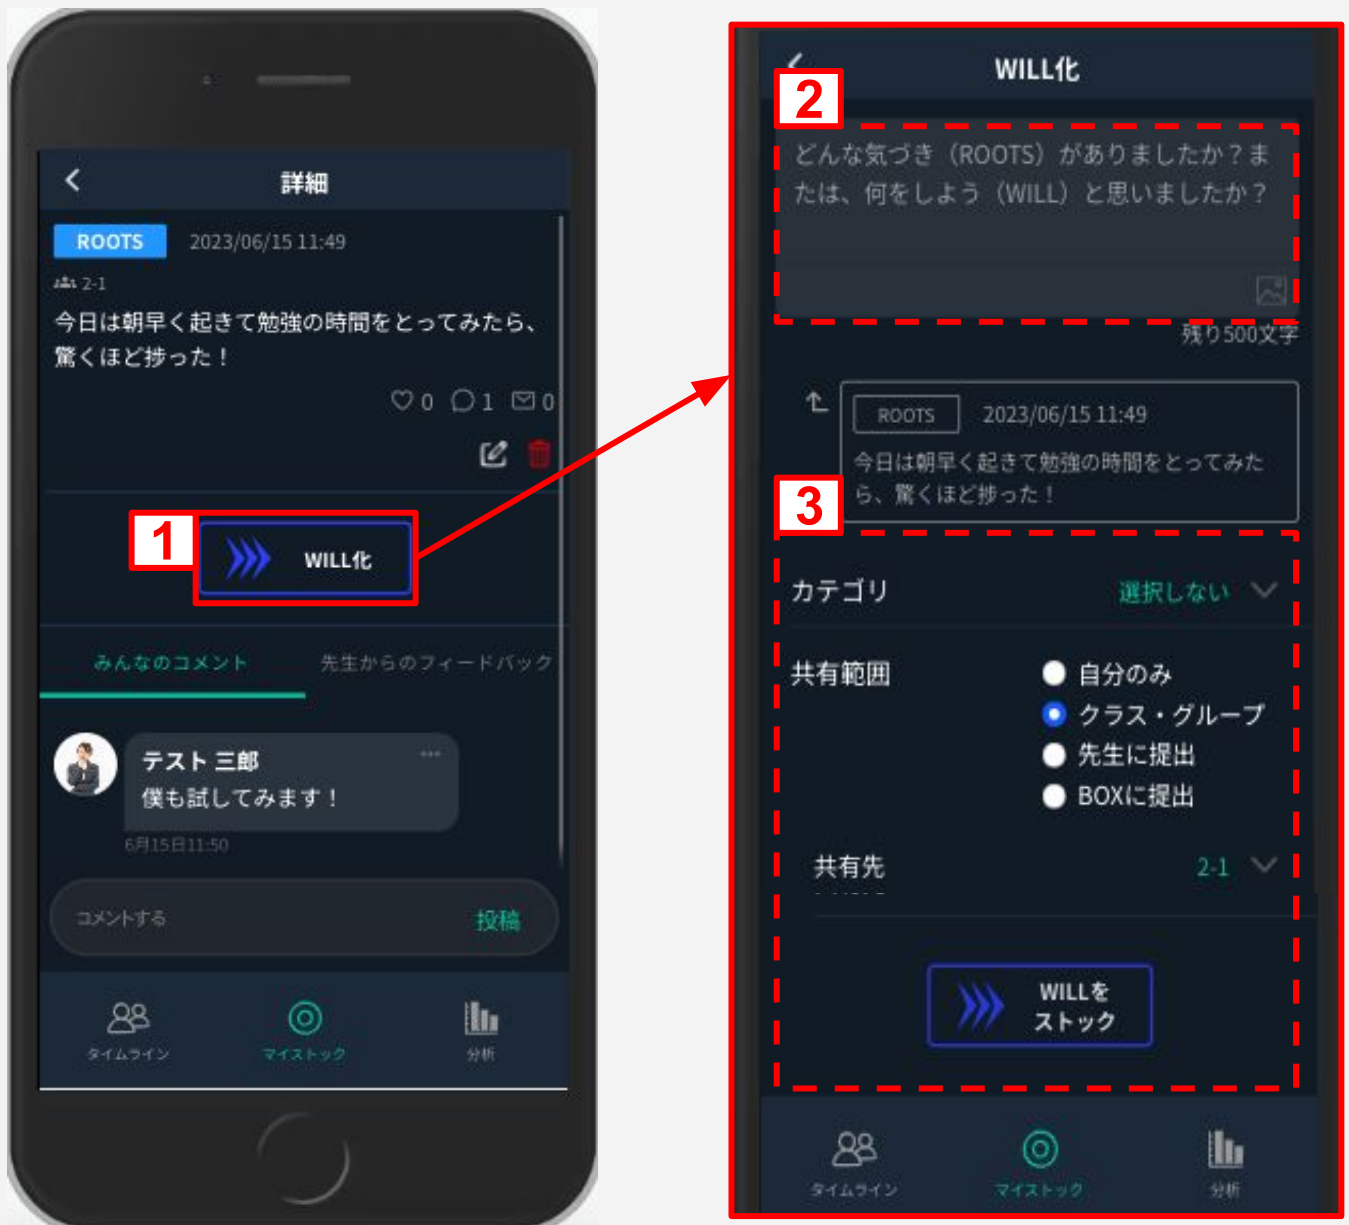 詳細
ROOTS 2023/06/15 11:49
2-1
今日は朝早く起きて勉強の時間をとってみたら、
驚くほど捗った！
0 1 0
1
WILL化
みんなのコメント 先生からのフィードバック
テスト 三郎
僕も試してみます！
6月15日11:50
コメントする 投稿
タイムライン マイストック 分析
WILL化
2
どんな気づき（ROOTS）がありましたか？ま
たは、何をしよう（WILL）と思いましたか？
残り500文字
ROOTS 2023/06/15 11:49
今日は朝早く起きて勉強の時間をとってみた
ら、驚くほど捗った！
3
カテゴリ 選択しない
共有範囲 自分のみ
クラス・グループ
先生に提出
BOXに提出
共有先 2-1
WILLを
ストック
タイムライン マイストック 分析